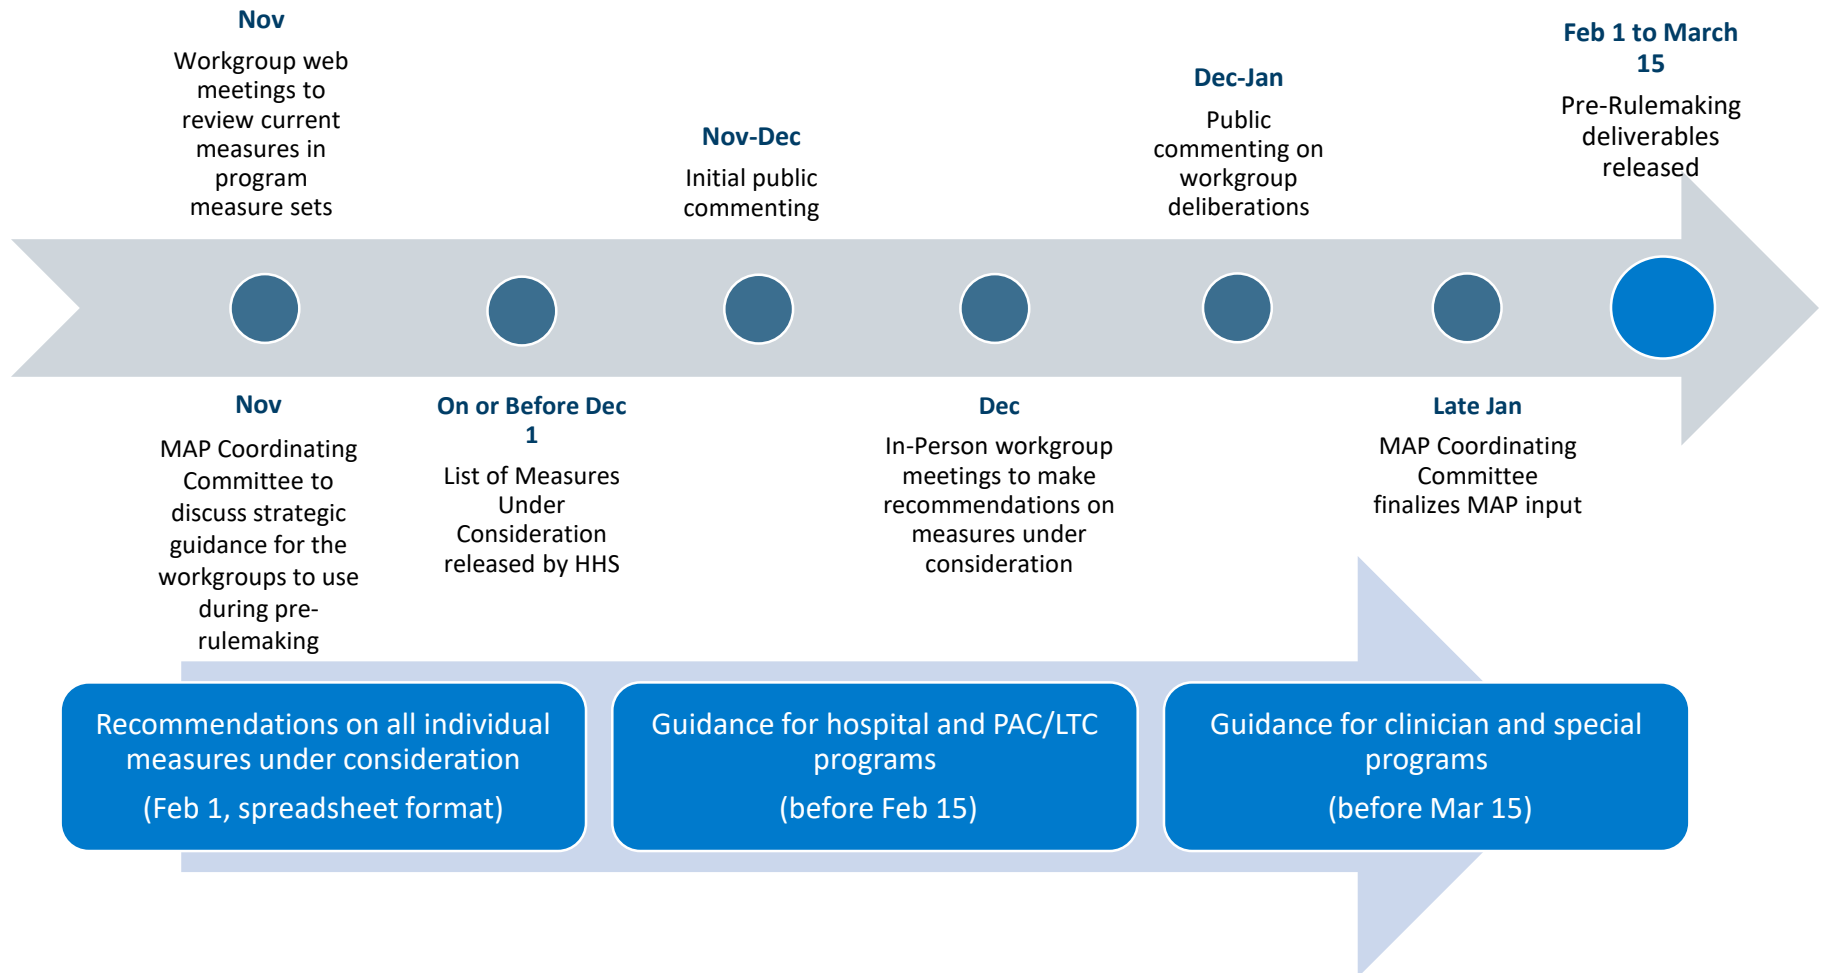 Nov
Workgroup web
meetings to
review current
measures in
program
measure sets
Nov-Dec
Initial public
commenting
Dec-Jan
Public
commenting on
workgroup
deliberations
Feb 1 to March
15
Pre-Rulemaking
deliverables
released
Nov
MAP Coordinating
Committee to
discuss strategic
guidance for the
workgroups to use
during pre-
rulemaking
On or Before Dec
1
List of Measures
Under
Consideration
released by HHS
Dec
In-Person workgroup
meetings to make
recommendations on
measures under
consideration
Late Jan
MAP Coordinating
Committee
finalizes MAP input
Recommendations on all individual
measures under consideration
(Feb 1, spreadsheet format)
Guidance for hospital and PAC/LTC
programs
(before Feb 15)
Guidance for clinician and special
programs
(before Mar 15)